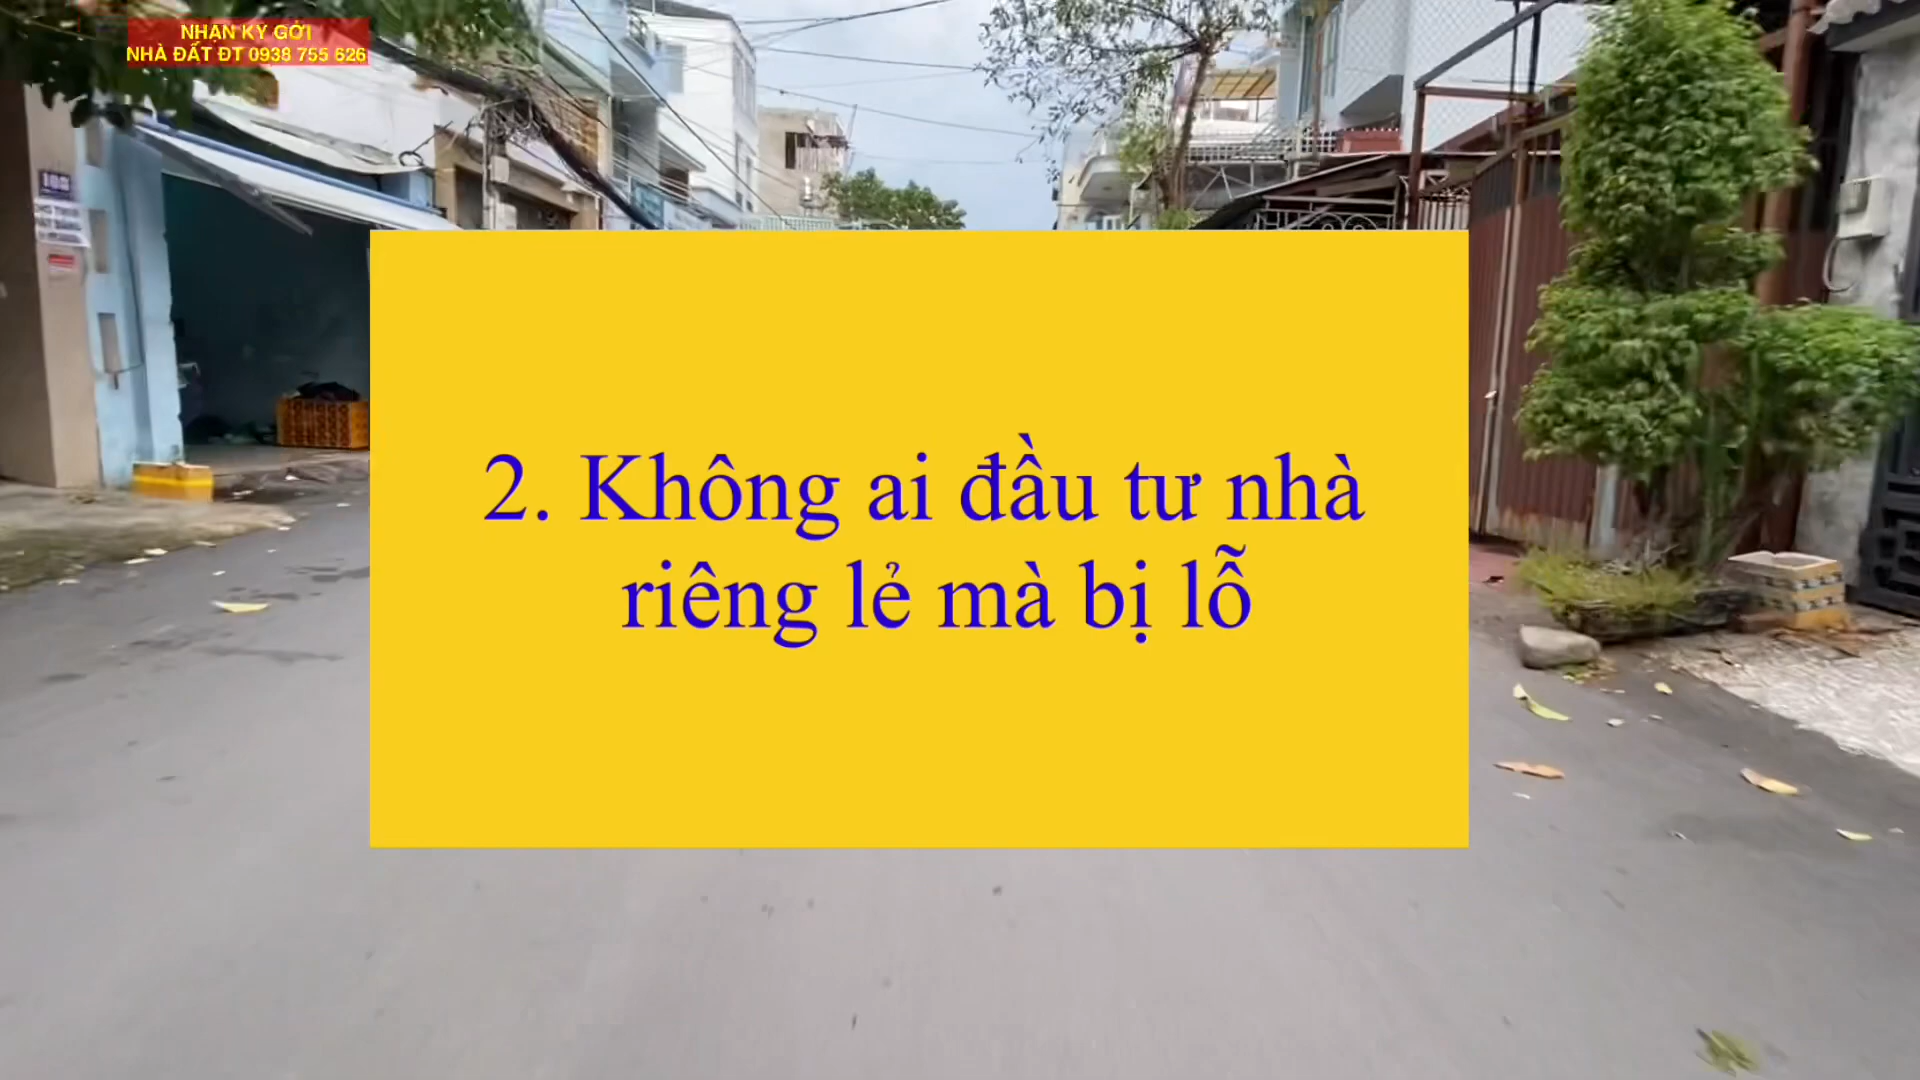 NHẬN KÝ GỞI
NHÀ ĐẤT ĐT 0938 755 626
2. Không ai đầu tư nhà
riêng lẻ mà bị lỗ